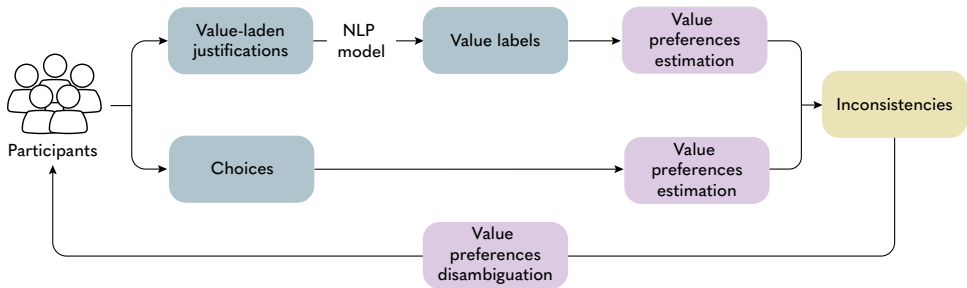 Value-laden
justifications
NLP
model
Value labels
Value
preferences
estimation
Inconsistencies
Participants
Choices
Value
preferences
estimation
Value
preferences
disambiguation